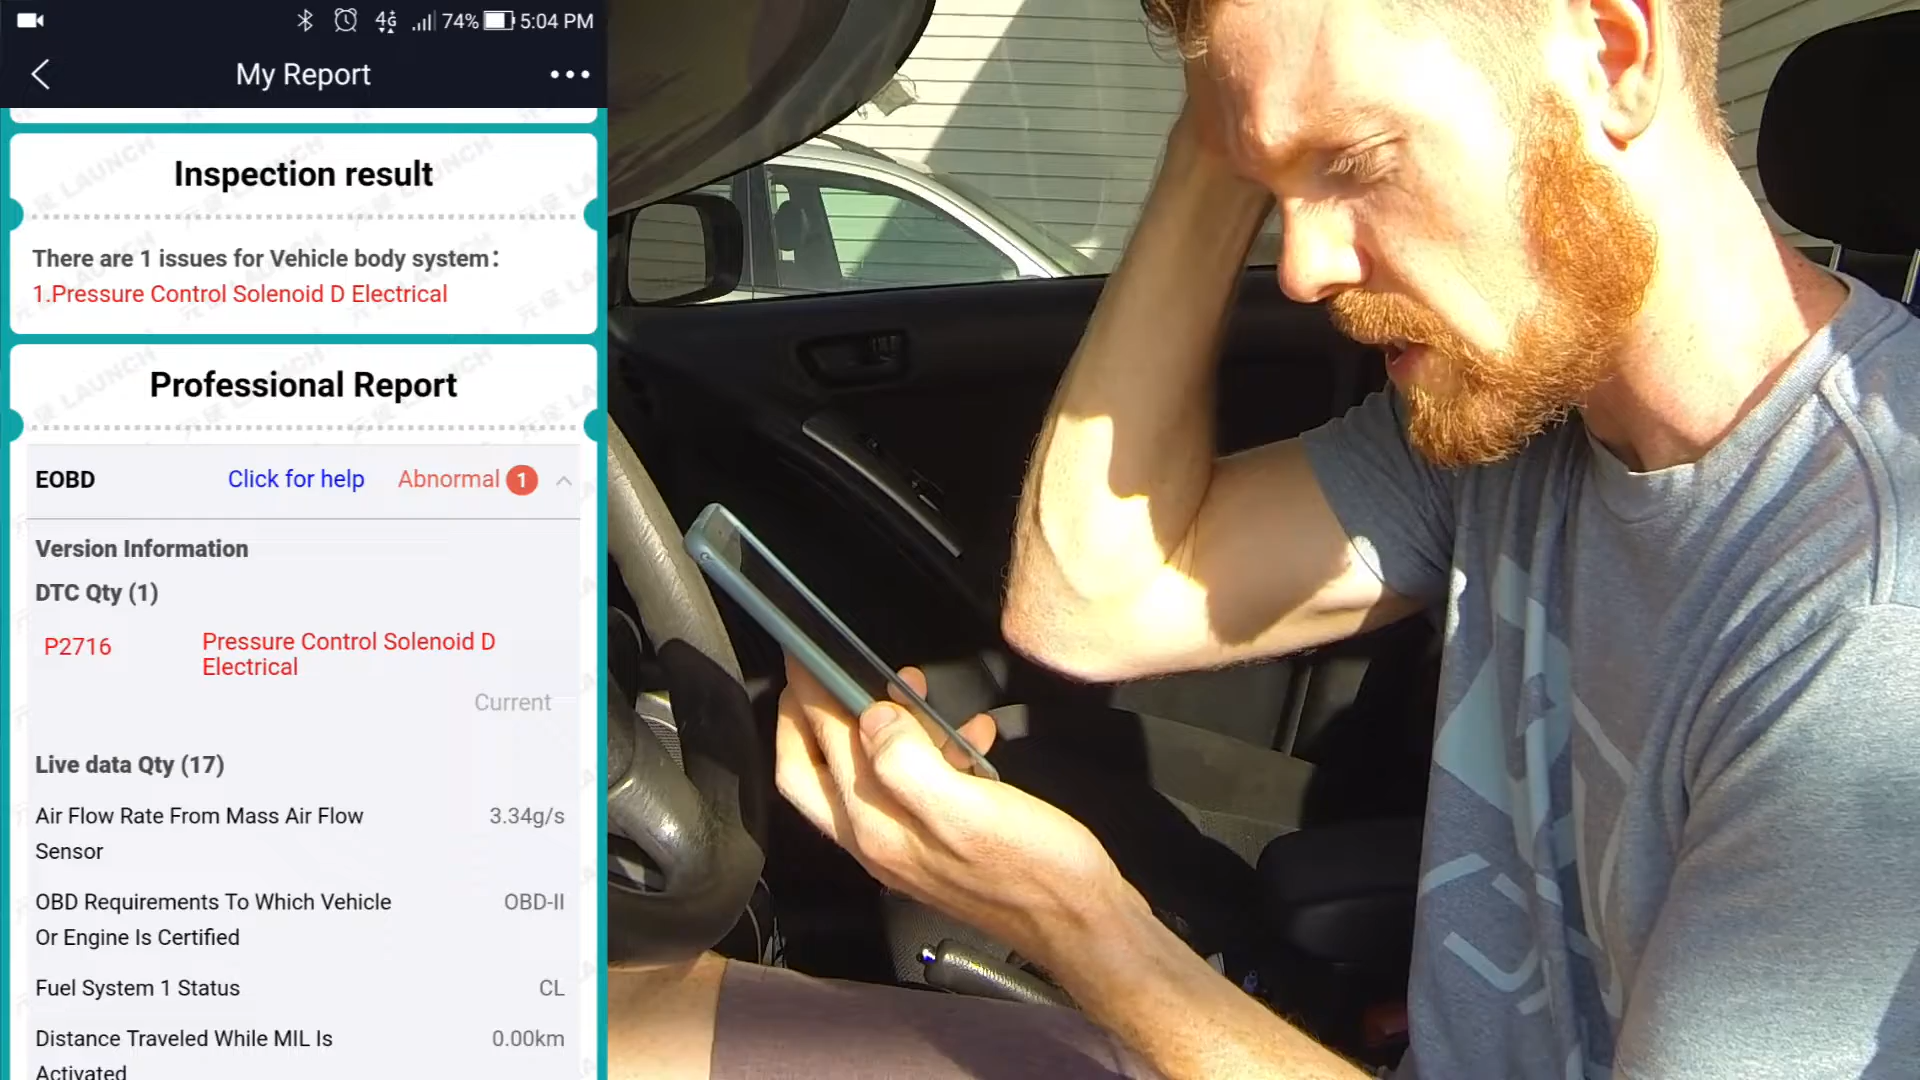 4G 74% 5:04 PM
My Report
Inspection result
There are 1 issues for Vehicle body system:
1.Pressure Control Solenoid D Electrical
Professional Report
EOBD Click for help Abnormal 1
Version Information
DTC Qty (1)
P2716 Pressure Control Solenoid D
Electrical
Current
Live data Qty (17)
Air Flow Rate From Mass Air Flow 3.34g/s
Sensor
OBD Requirements To Which Vehicle OBD-II
Or Engine Is Certified
Fuel System 1 Status CL
Distance Traveled While MIL Is 0.00km
Activated